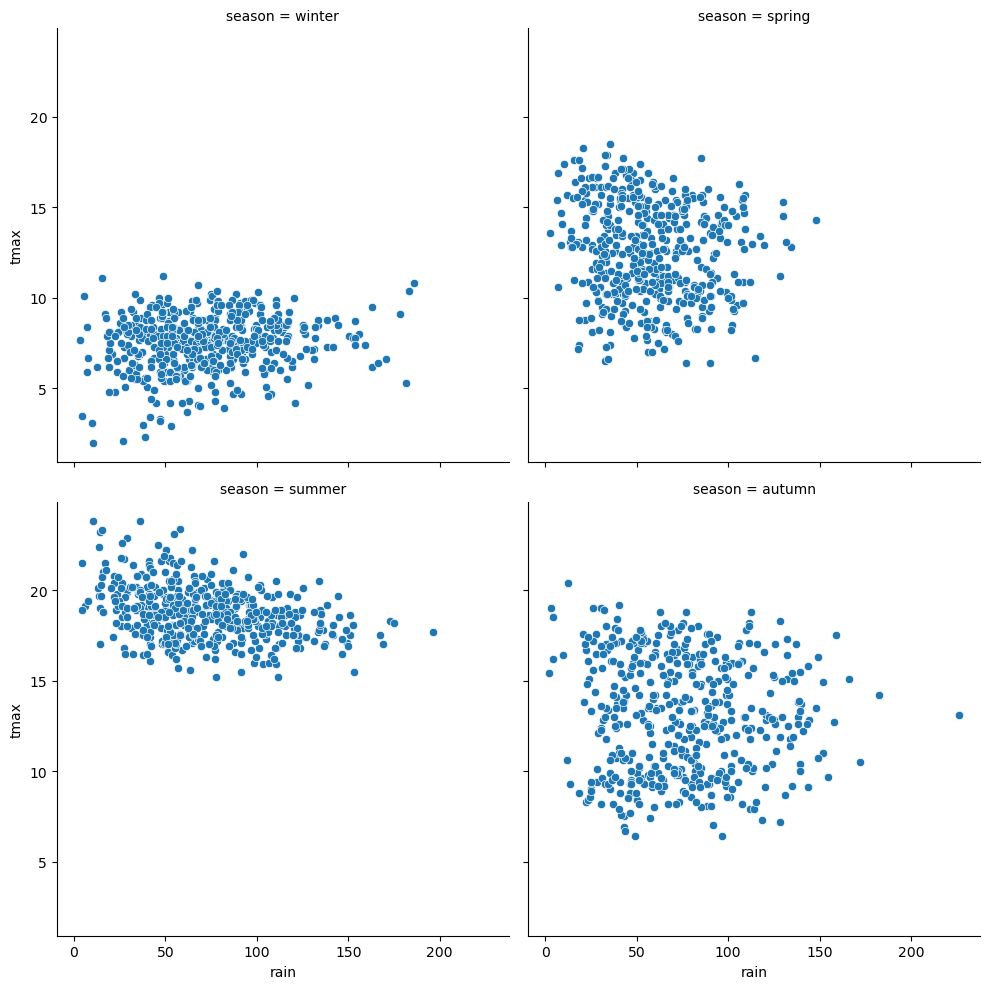 season = winter
season = spring
20
15
10
5
tmax
season = summer
season = autumn
20
15
10
5
tmax
0 50 100 150 200
0 50 100 150 200
rain
rain